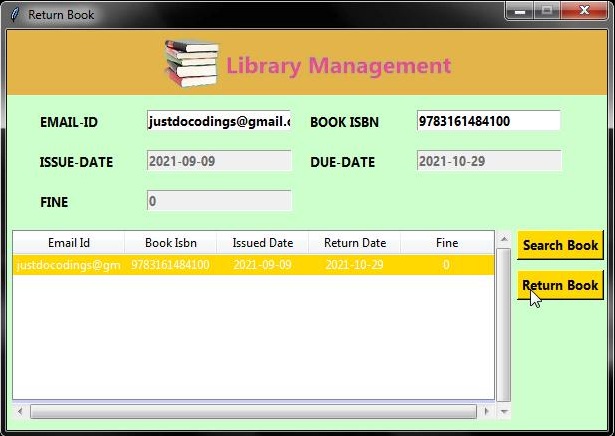 Return Book
Library Management
EMAIL-ID justdocodings@gmail.c BOOK ISBN 9783161484100
ISSUE-DATE 2021-09-09 DUE-DATE 2021-10-29
FINE 0
Email Id Book Isbn Issued Date Return Date Fine
justdocodings@gm 9783161484100 2021-09-09 2021-10-29 0
Search Book
Return Book